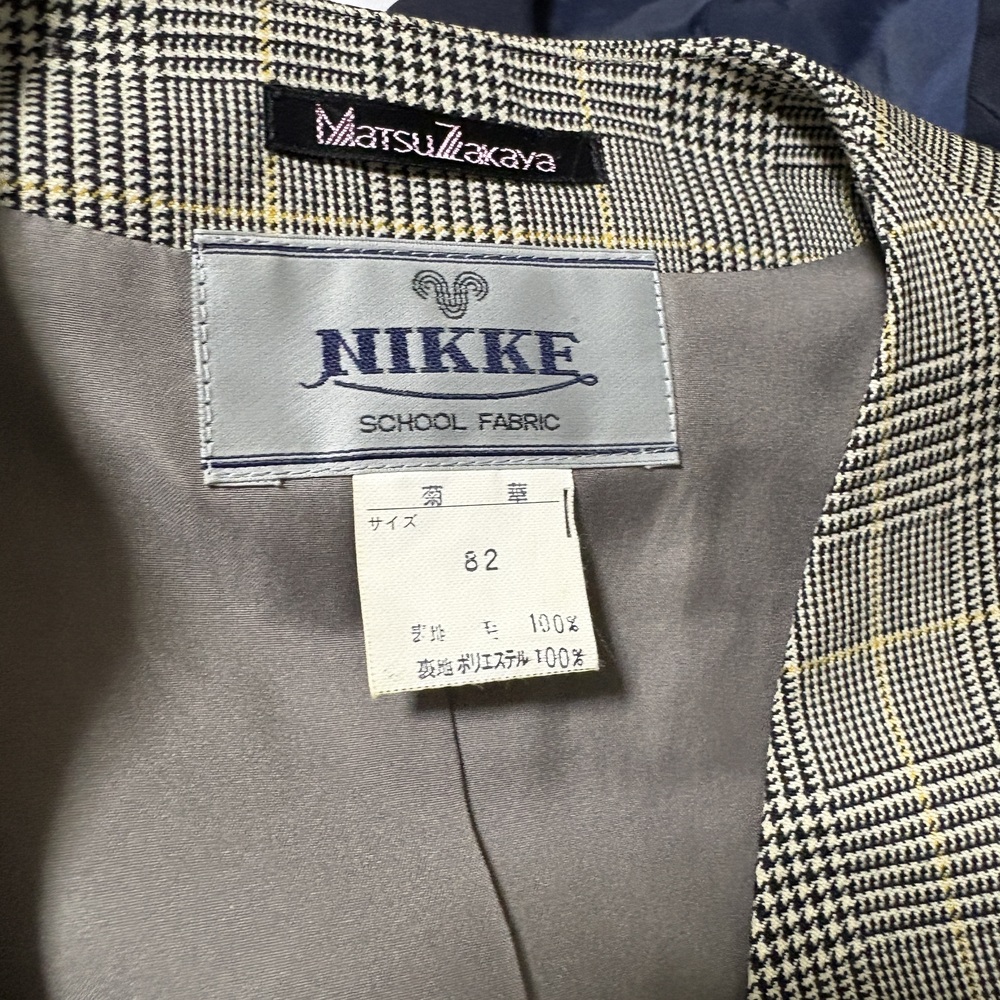 MatsuZakaya
NIKKE
SCHOOL FABRIC
菊 華
サイズ
82
表地 毛 100%
裏地 ポリエステル 100%